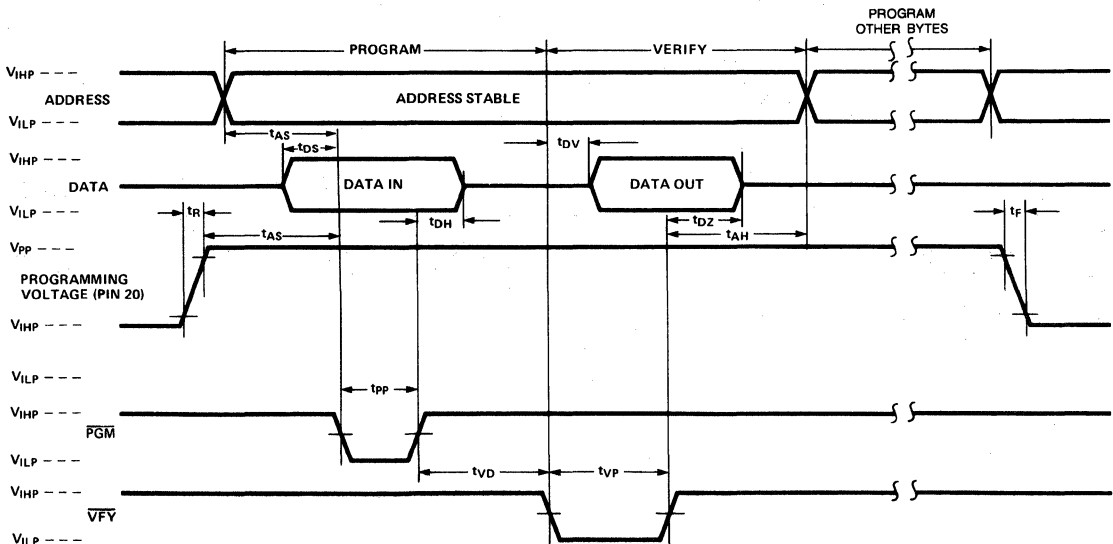 PROGRAM
OTHER BYTES
PROGRAM
VERIFY
VIHP
ADDRESS
ADDRESS STABLE
VILP
tAS
tDS
tDV
VIHP
DATA
DATA IN
DATA OUT
VILP
tR
tDH
tDZ
tF
tAS
tAH
VPP
PROGRAMMING
VOLTAGE (PIN 20)
VIHP
VILP
tPP
VIHP
PGM
VILP
tVD
tVP
VIHP
VFY
VILP